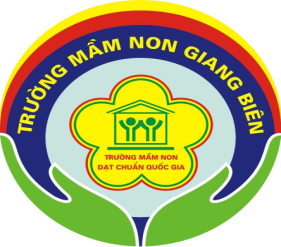 TRƯỜNG MẦM NON GIANG BIÊN
TRƯỜNG MẦM NON
ĐẠT CHUẨN QUỐC GIA